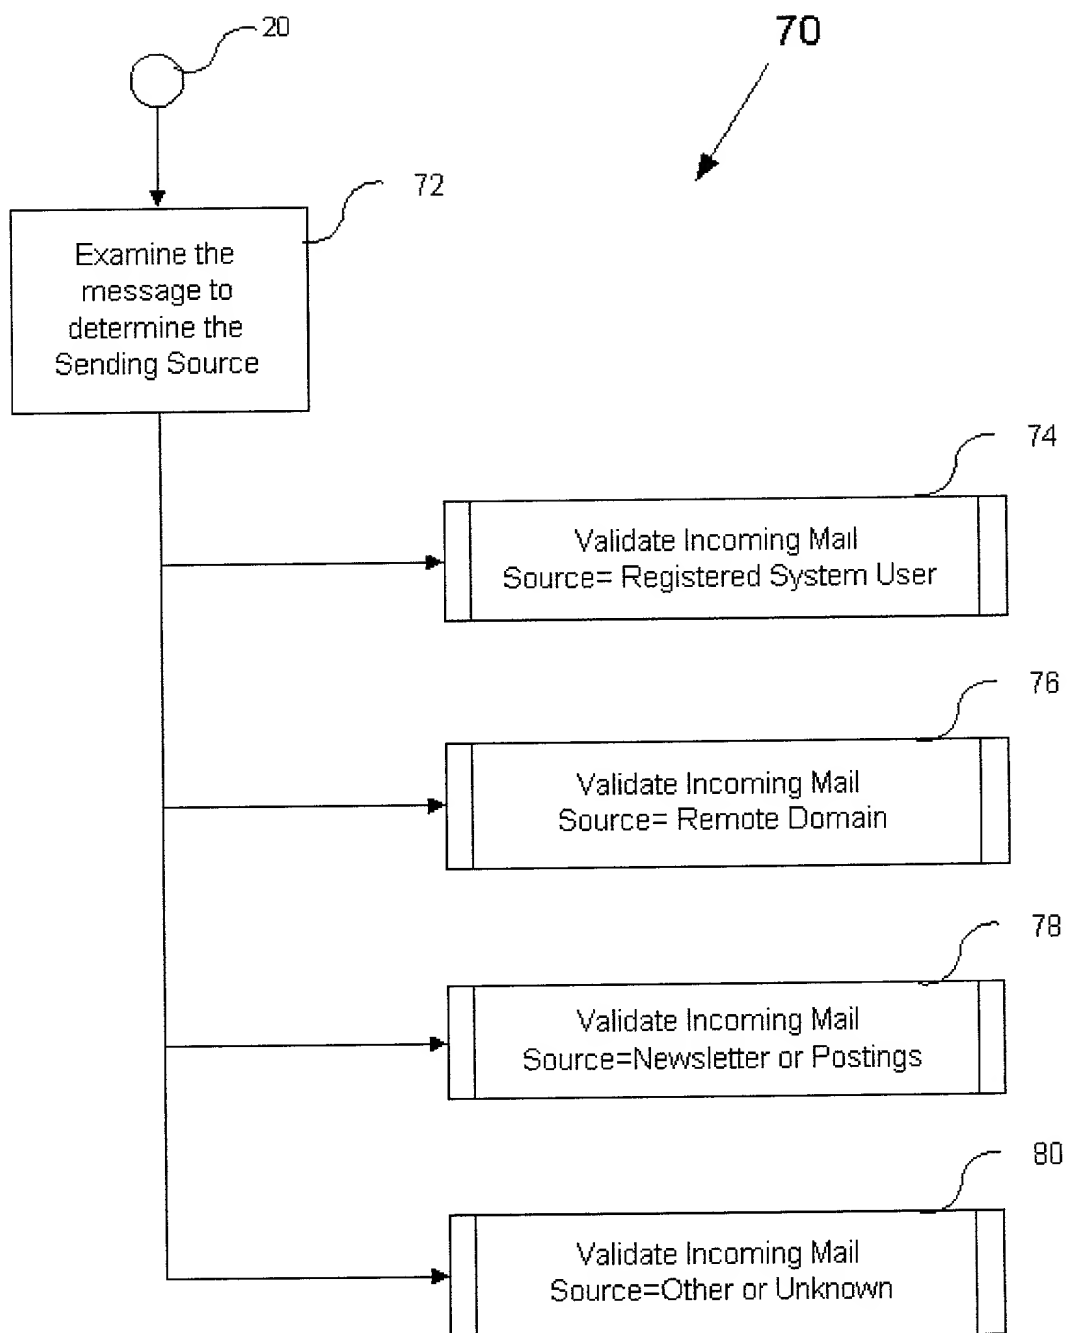 20
70
72
Examine the
message to
determine the
Sending Source
74
Validate Incoming Mail
Source= Registered System User
76
Validate Incoming Mail
Source= Remote Domain
78
Validate Incoming Mail
Source=Newsletter or Postings
80
Validate Incoming Mail
Source=Other or Unknown